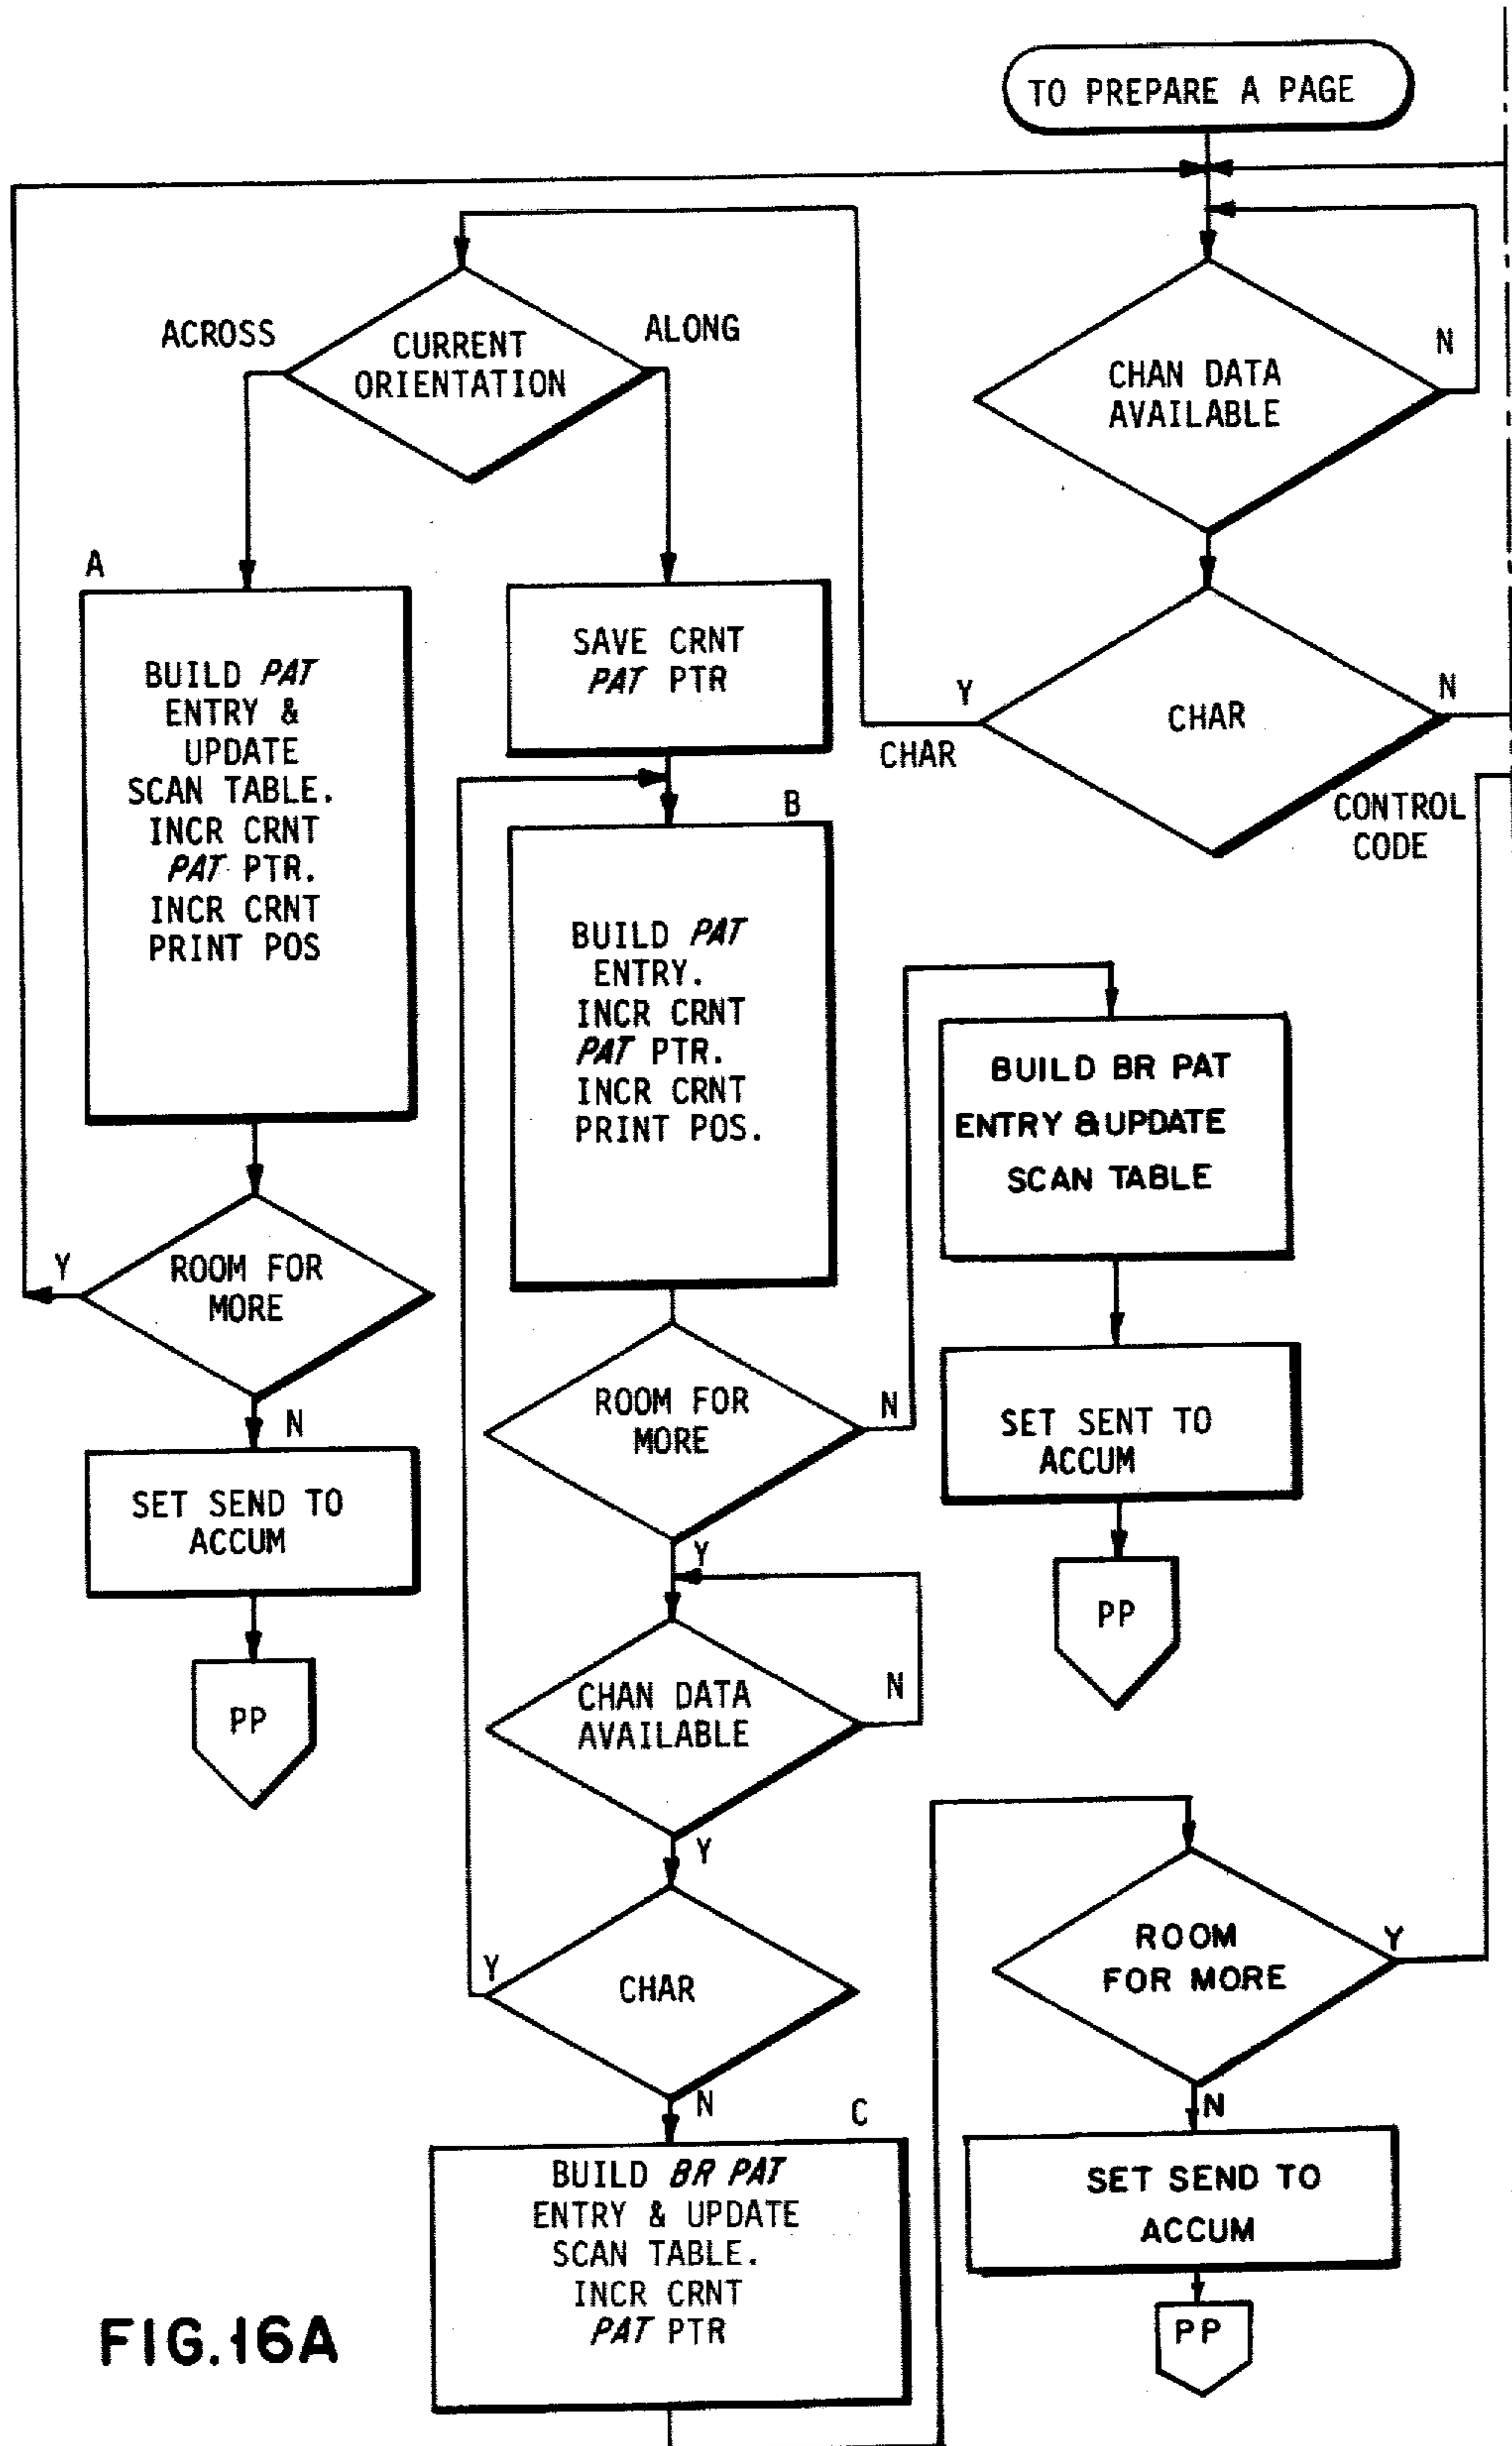 TO PREPARE A PAGE
CHAN DATA
AVAILABLE
N
CHAR
Y
CHAR
N
CONTROL
CODE
CURRENT
ORIENTATION
ACROSS
ALONG
A
BUILD PAT
ENTRY &
UPDATE
SCAN TABLE.
INCR CRNT
PAT PTR.
INCR CRNT
PRINT POS
ROOM FOR
MORE
Y
N
SET SEND TO
ACCUM
PP
SAVE CRNT
PAT PTR
B
BUILD PAT
ENTRY.
INCR CRNT
PAT PTR.
INCR CRNT
PRINT POS.
ROOM FOR
MORE
N
Y
BUILD BR PAT
ENTRY & UPDATE
SCAN TABLE
SET SENT TO
ACCUM
PP
CHAN DATA
AVAILABLE
N
Y
CHAR
Y
N
C
BUILD BR PAT
ENTRY & UPDATE
SCAN TABLE.
INCR CRNT
PAT PTR
ROOM
FOR MORE
Y
N
SET SEND TO
ACCUM
PP
FIG.16A